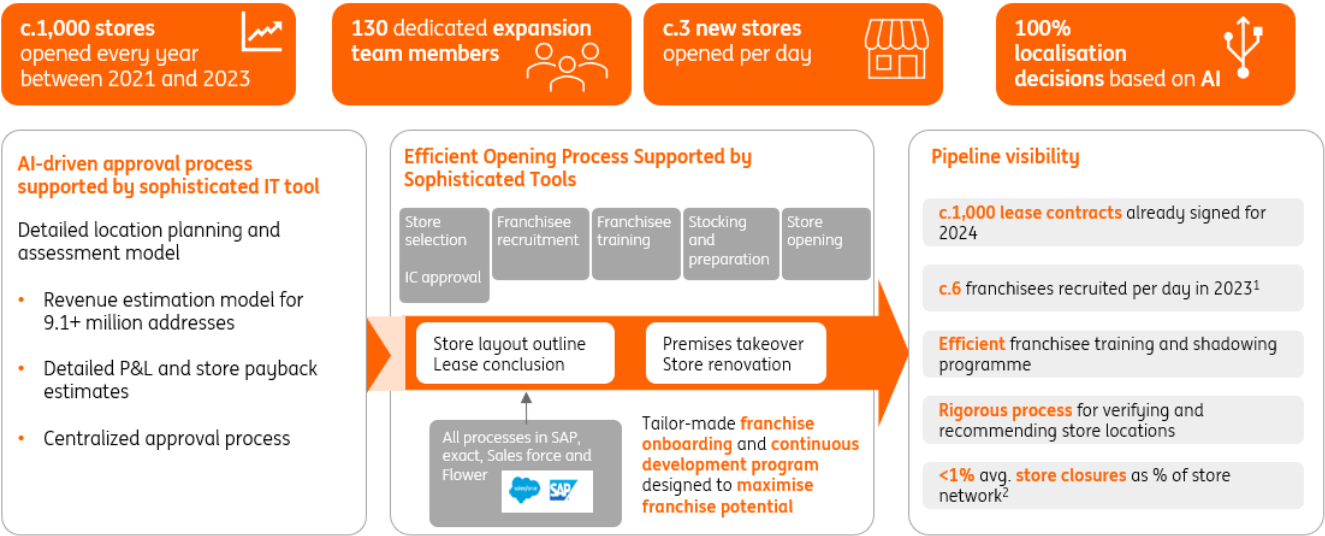 c.1,000 stores
opened every year
between 2021 and 2023
130 dedicated expansion
team members
c.3 new stores
opened per day
100%
localisation
decisions based on AI
AI-driven approval process
supported by sophisticated IT tool
Detailed location planning and
assessment model
• Revenue estimation model for
9.1+ million addresses
• Detailed P&L and store payback
estimates
• Centralized approval process
Efficient Opening Process Supported by
Sophisticated Tools
Store
selection
IC approval
Franchisee
recruitment
Franchisee
training
Stocking
and
preparation
Store
opening
Store layout outline
Lease conclusion
Premises takeover
Store renovation
All processes in SAP,
exact, Sales force and
Flower
salesforce
SAP
Tailor-made franchise
onboarding and continuous
development program
designed to maximise
franchise potential
Pipeline visibility
c.1,000 lease contracts already signed for
2024
c.6 franchisees recruited per day in 2023¹
Efficient franchisee training and shadowing
programme
Rigorous process for verifying and
recommending store locations
<1% avg. store closures as % of store
network²